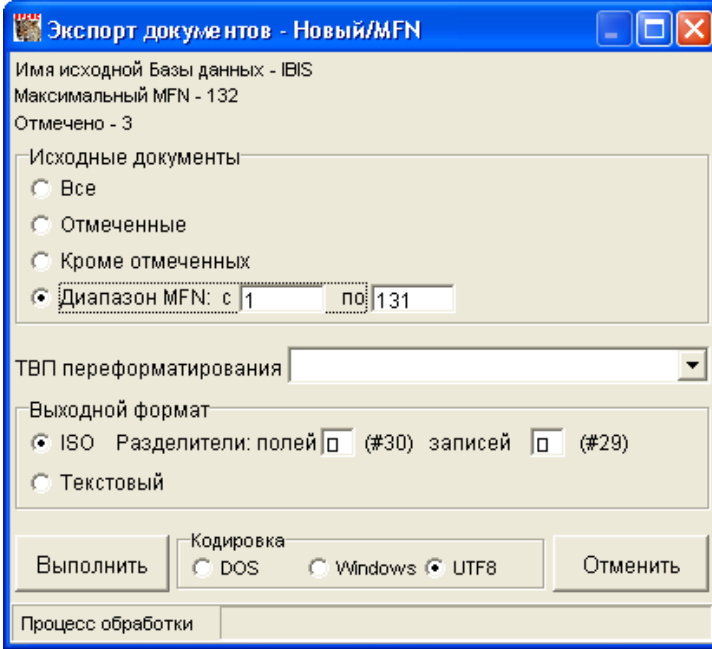 Экспорт документов - Новый/MFN
Имя исходной Базы данных - IBIS
Максимальный MFN - 132
Отмечено - 3
Исходные документы
Все
Отмеченные
Кроме отмеченных
Диапазон MFN: с 1 по 131
ТВП переформатирования
Выходной формат
ISO Разделители: полей (#30) записей (#29)
Текстовый
Кодировка
Выполнить DOS Windows UTF8 Отменить
Процесс обработки